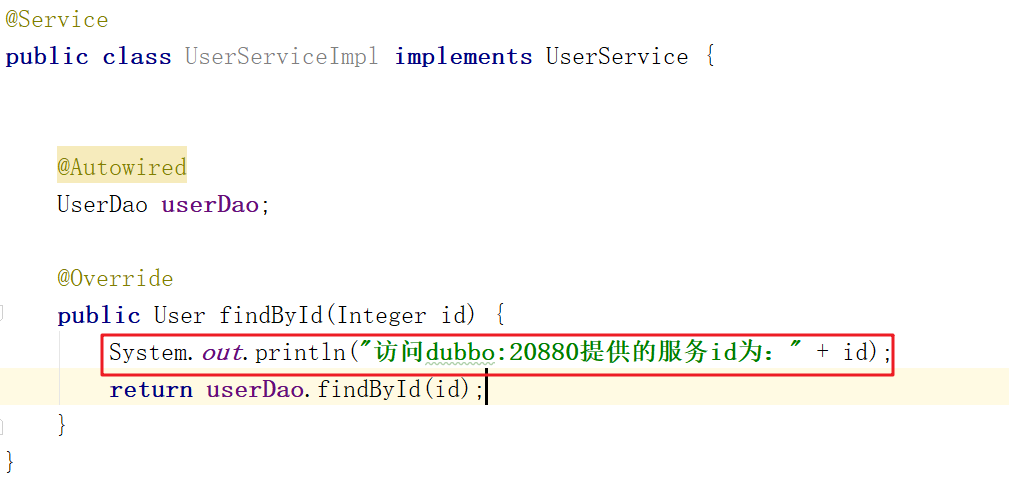 @Service
public class UserServiceImpl implements UserService {
@Autowired
UserDao userDao;
@Override
public User findById(Integer id) {
System.out.println("访问dubbo:20880提供的服务id为：" + id);
return userDao.findById(id);
}
}